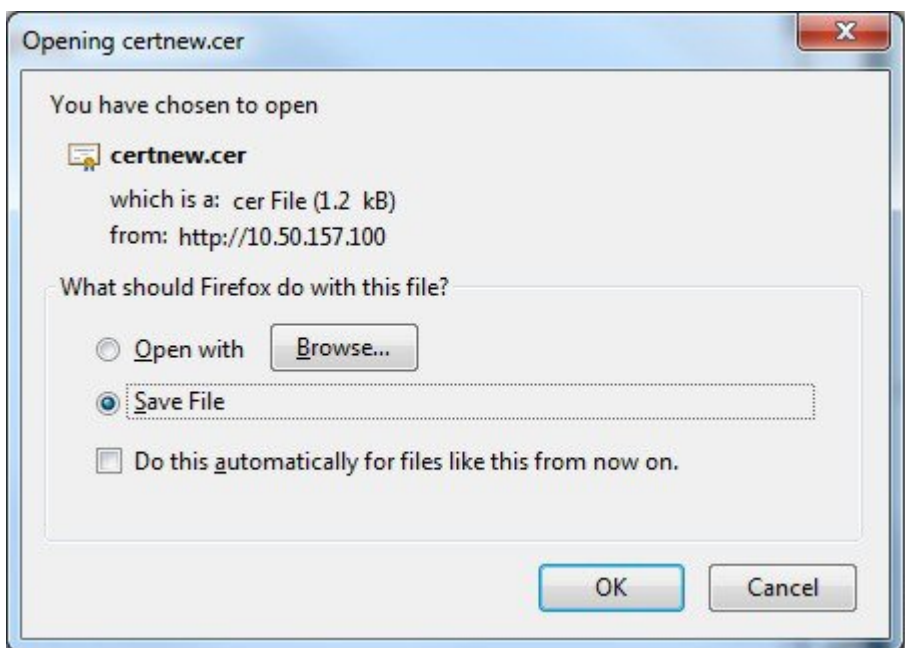 Opening certnew.cer
You have chosen to open
certnew.cer
which is a: cer File (1.2 kB)
from: http://10.50.157.100
What should Firefox do with this file?
Open with Browse...
Save File
Do this automatically for files like this from now on.
OK Cancel